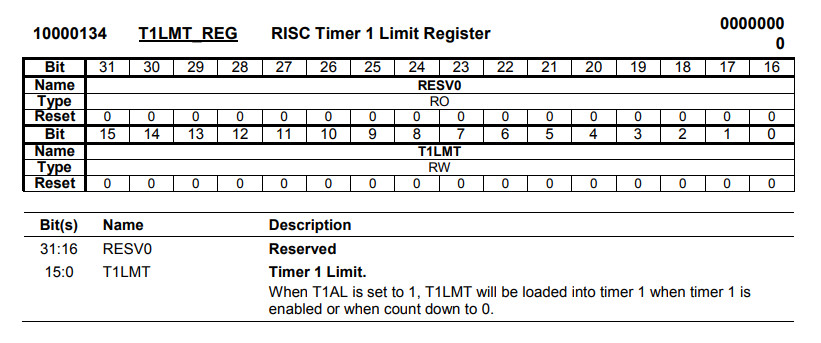 10000134 T1LMT_REG RISC Timer 1 Limit Register 0000000
0
Bit 31 30 29 28 27 26 25 24 23 22 21 20 19 18 17 16
Name RESV0
Type RO
Reset 0 0 0 0 0 0 0 0 0 0 0 0 0 0 0 0
Bit 15 14 13 12 11 10 9 8 7 6 5 4 3 2 1 0
Name T1LMT
Type RW
Reset 0 0 0 0 0 0 0 0 0 0 0 0 0 0 0 0
Bit(s) Name Description
31:16 RESV0 Reserved
15:0 T1LMT Timer 1 Limit.
When T1AL is set to 1, T1LMT will be loaded into timer 1 when timer 1 is
enabled or when count down to 0.